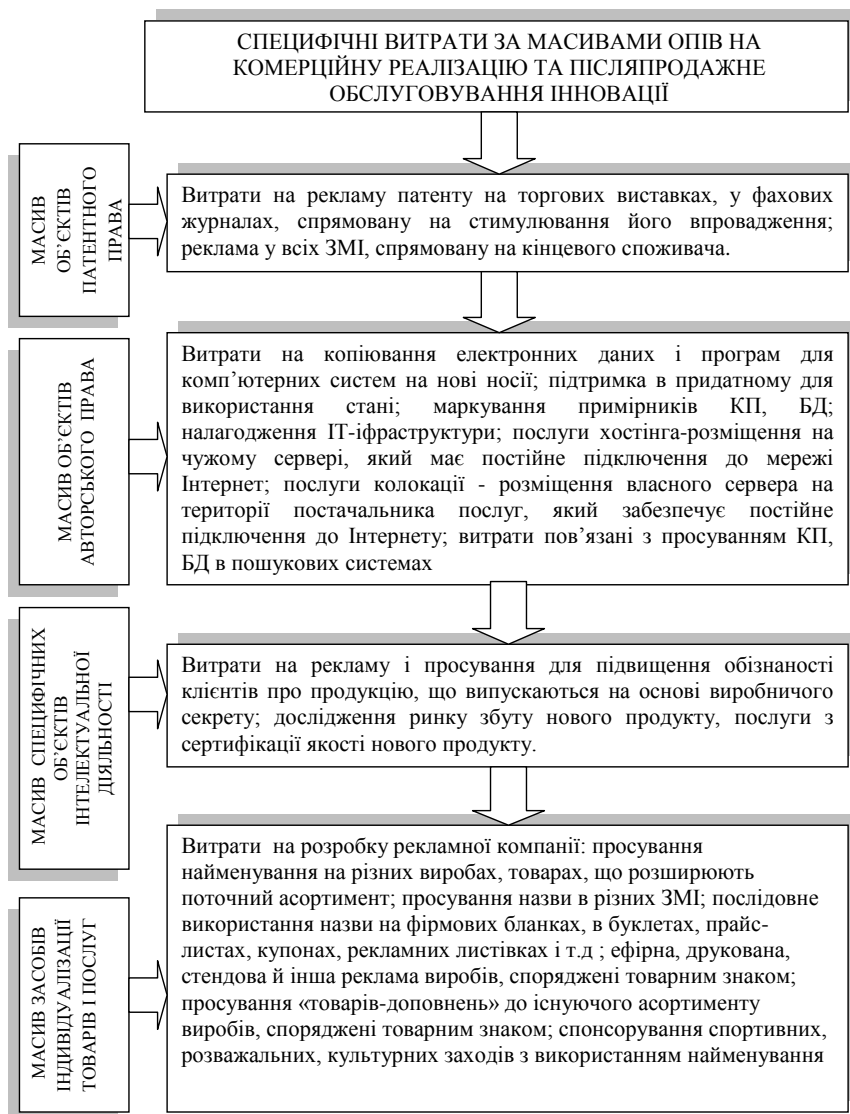 СПЕЦИФІЧНІ ВИТРАТИ ЗА МАСИВАМИ ОПІВ НА
КОМЕРЦІЙНУ РЕАЛІЗАЦІЮ ТА ПІСЛЯПРОДАЖНЕ
ОБСЛУГОВУВАННЯ ІННОВАЦІЇ
МАСИВ
ОБ’ЄКТІВ
ПАТЕНТНОГО
ПРАВА
Витрати на рекламу патенту на торгових виставках, у фахових
журналах, спрямовану на стимулювання його впровадження;
реклама у всіх ЗМІ, спрямовану на кінцевого споживача.
МАСИВ ОБ’ЄКТІВ
АВТОРСЬКОГО ПРАВА
Витрати на копіювання електронних даних і програм для
комп’ютерних систем на нові носії; підтримка в придатному для
використання стані; маркування примірників КП, БД;
налагодження ІТ-іфраструктури; послуги хостінга-розміщення на
чужому сервері, який має постійне підключення до мережі
Інтернет; послуги колокації - розміщення власного сервера на
території постачальника послуг, який забезпечує постійне
підключення до Інтернету; витрати пов’язані з просуванням КП,
БД в пошукових системах
МАСИВ СПЕЦИФІЧНИХ
ОБ’ЄКТІВ
ІНТЕЛЕКТУАЛЬНОЇ
ДІЯЛЬНОСТІ
Витрати на рекламу і просування для підвищення обізнаності
клієнтів про продукцію, що випускаються на основі виробничого
секрету; дослідження ринку збуту нового продукту, послуги з
сертифікації якості нового продукту.
МАСИВ ЗАСОБІВ
ІНДИВІДУАЛІЗАЦІЇ
ТОВАРІВ І ПОСЛУГ
Витрати на розробку рекламної компанії: просування
найменування на різних виробах, товарах, що розширюють
поточний асортимент; просування назви в різних ЗМІ; послідовне
використання назви на фірмових бланках, в буклетах, прайс-
листах, купонах, рекламних листівках і т.д ; ефірна, друкована,
стендова й інша реклама виробів, споряджені товарним знаком;
просування «товарів-доповнень» до існуючого асортименту
виробів, споряджені товарним знаком; спонсорування спортивних,
розважальних, культурних заходів з використанням найменування